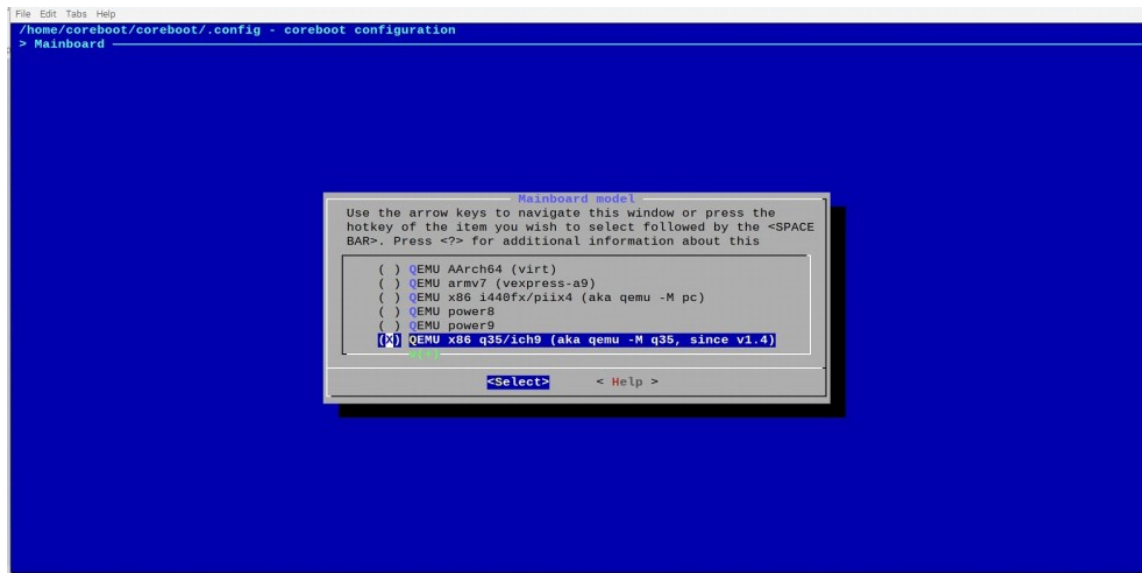 File Edit Tabs Help
/home/coreboot/coreboot/.config - coreboot configuration
> Mainboard
Mainboard model
Use the arrow keys to navigate this window or press the
hotkey of the item you wish to select followed by the <SPACE
BAR>. Press <?> for additional information about this
( ) QEMU AArch64 (virt)
( ) QEMU armv7 (vexpress-a9)
( ) QEMU x86 i440fx/piix4 (aka qemu -M pc)
( ) QEMU power8
( ) QEMU power9
(X) QEMU x86 q35/ich9 (aka qemu -M q35, since v1.4)
v(+)
<Select> < Help >